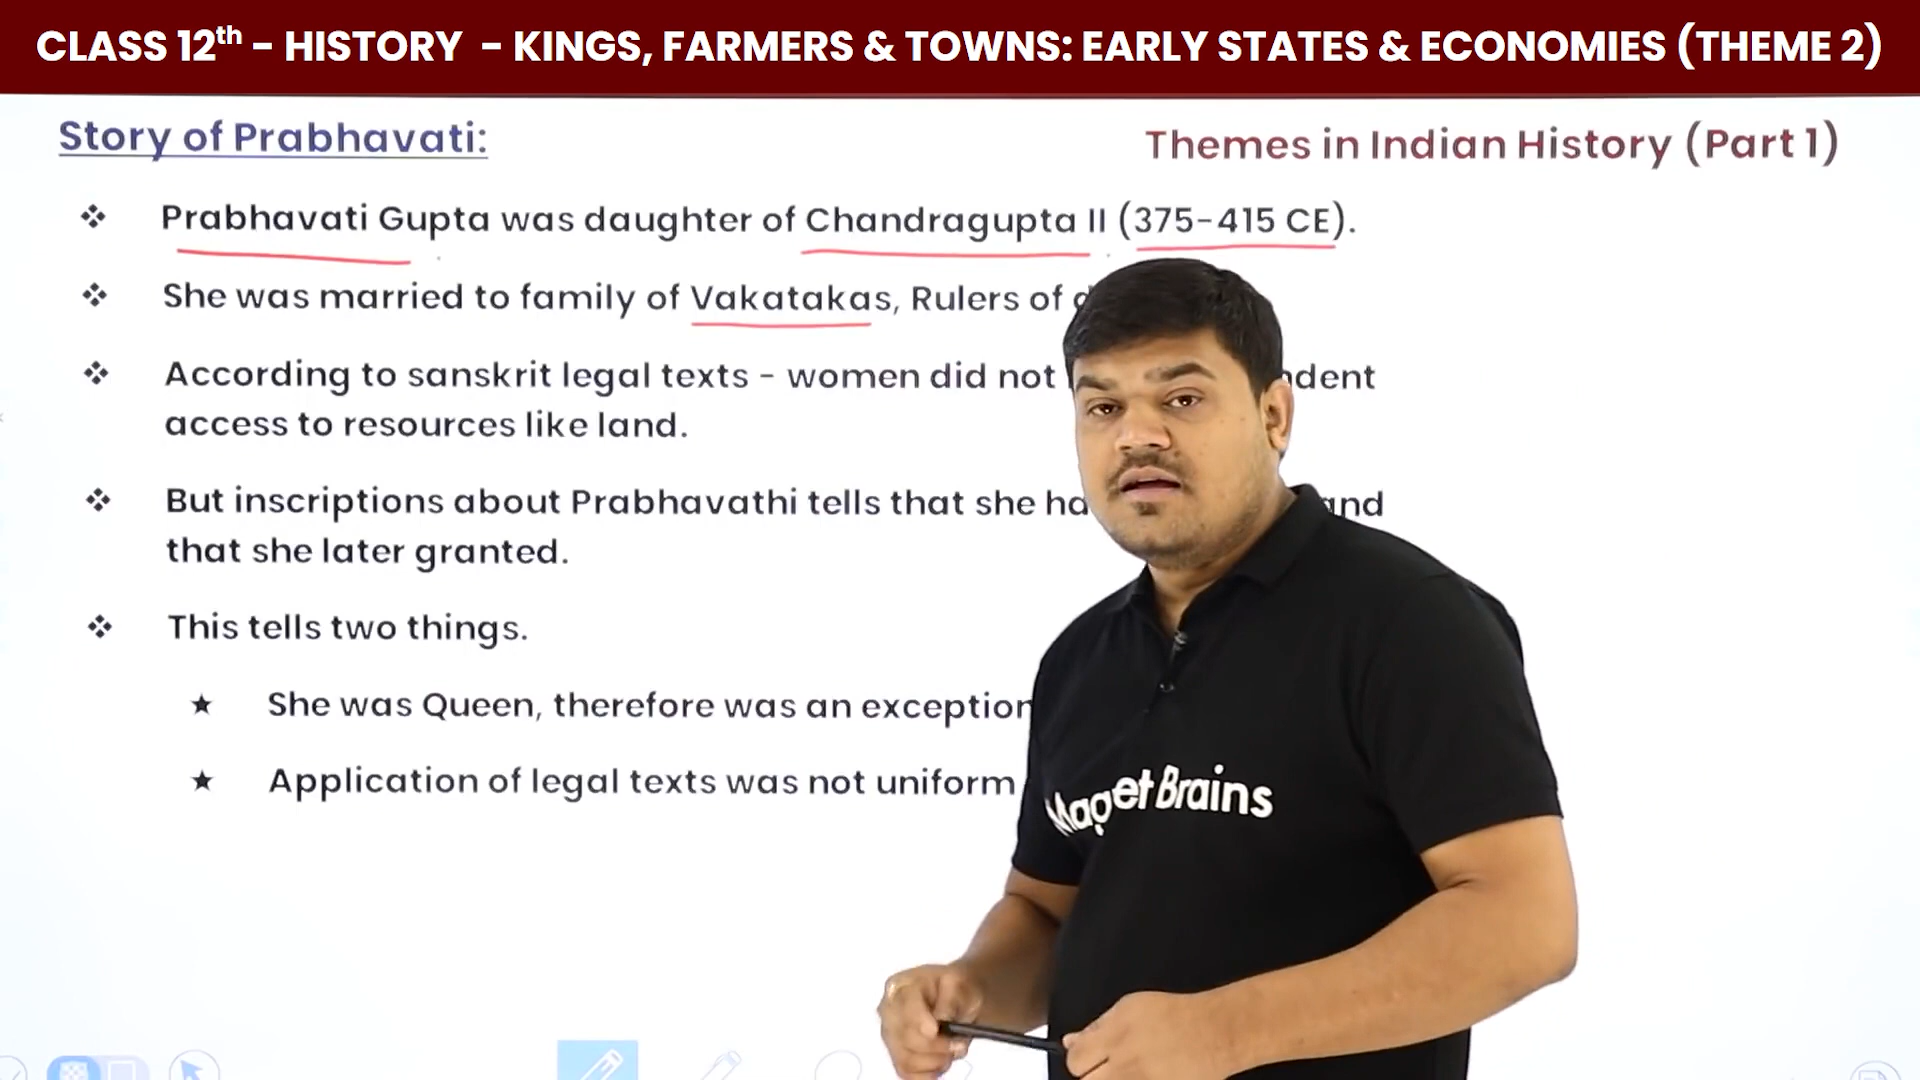 CLASS 12th - HISTORY - KINGS, FARMERS & TOWNS: EARLY STATES & ECONOMIES (THEME 2)
Story of Prabhavati:
Themes in Indian History (Part 1)
❖ Prabhavati Gupta was daughter of Chandragupta II (375-415 CE).
❖ She was married to family of Vakatakas, Rulers of
❖ According to sanskrit legal texts - women did not
access to resources like land.
❖ But inscriptions about Prabhavathi tells that she
that she later granted.
❖ This tells two things.
★ She was Queen, therefore was an exception
★ Application of legal texts was not uniform
Magnet Brains